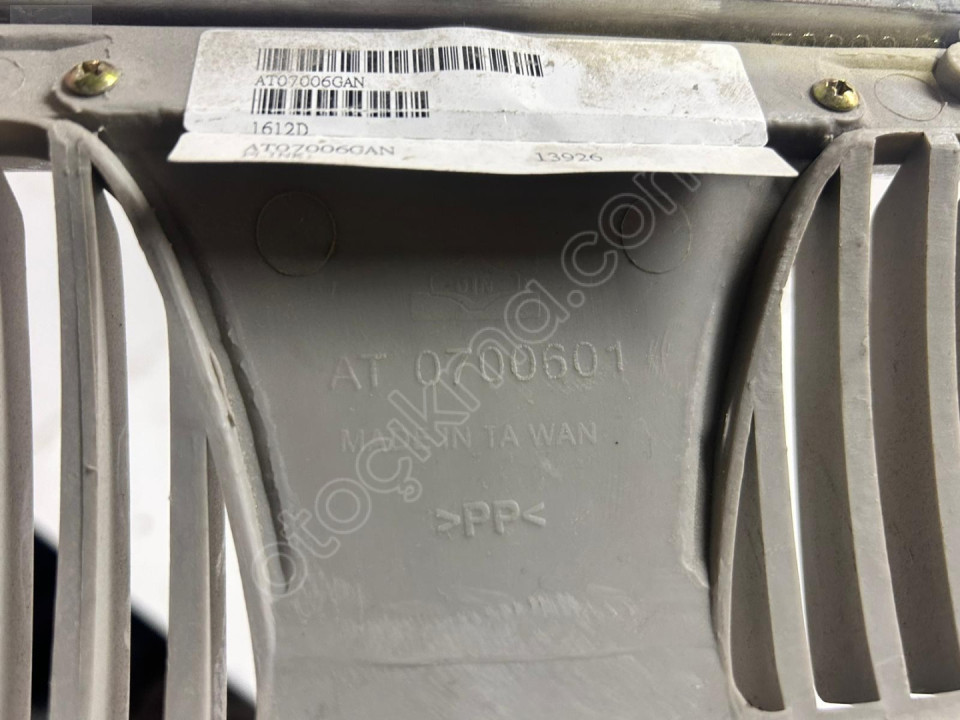 AT07006GAN
1612D
AT07006GAN 13926
AT 0700601 #
MADE IN TAIWAN
>PP<
otoçıkma.com